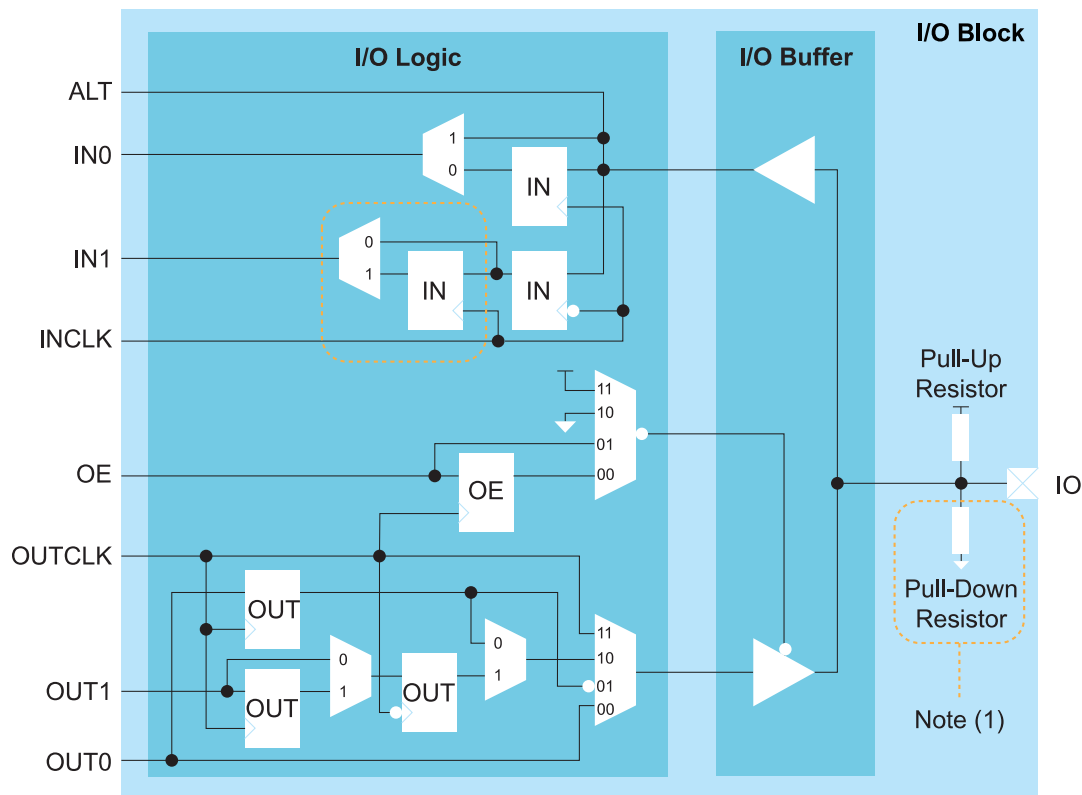 I/O Block
I/O Logic
I/O Buffer
ALT
1
IN0
0
IN
0
IN1
1
IN
IN
INCLK
11
10
01
00
OE
OE
Pull-Up
Resistor
IO
OUTCLK
Pull-Down
Resistor
OUT
0
1
11
10
01
00
0
1
OUT
OUT1
OUT
Note (1)
OUT0